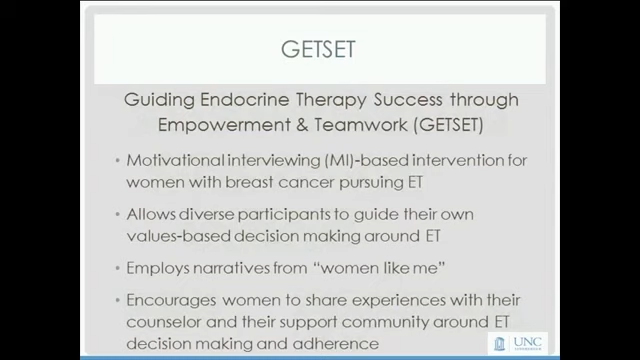 GETSET
Guiding Endocrine Therapy Success through
Empowerment & Teamwork (GETSET)
• Motivational interviewing (MI)-based intervention for
women with breast cancer pursuing ET
• Allows diverse participants to guide their own
values-based decision making around ET
• Employs narratives from “women like me”
• Encourages women to share experiences with their
counselor and their support community around ET
decision making and adherence
UNC